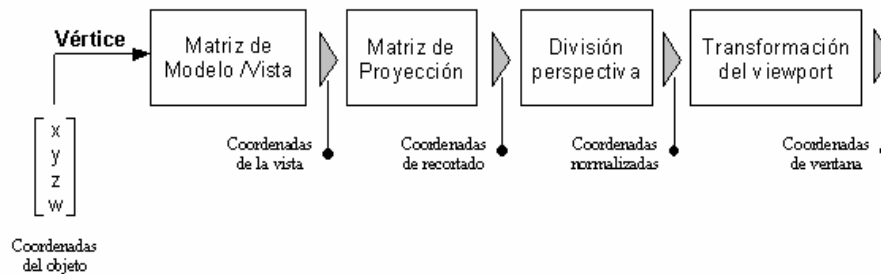 Vértice
Matriz de
Modelo /Vista
Matriz de
Proyección
División
perspectiva
Transformación
del viewport
Coordenadas
de la vista
Coordenadas
de recortado
Coordenadas
normalizadas
Coordenadas
de ventana
x
y
z
w
Coordenadas
del objeto